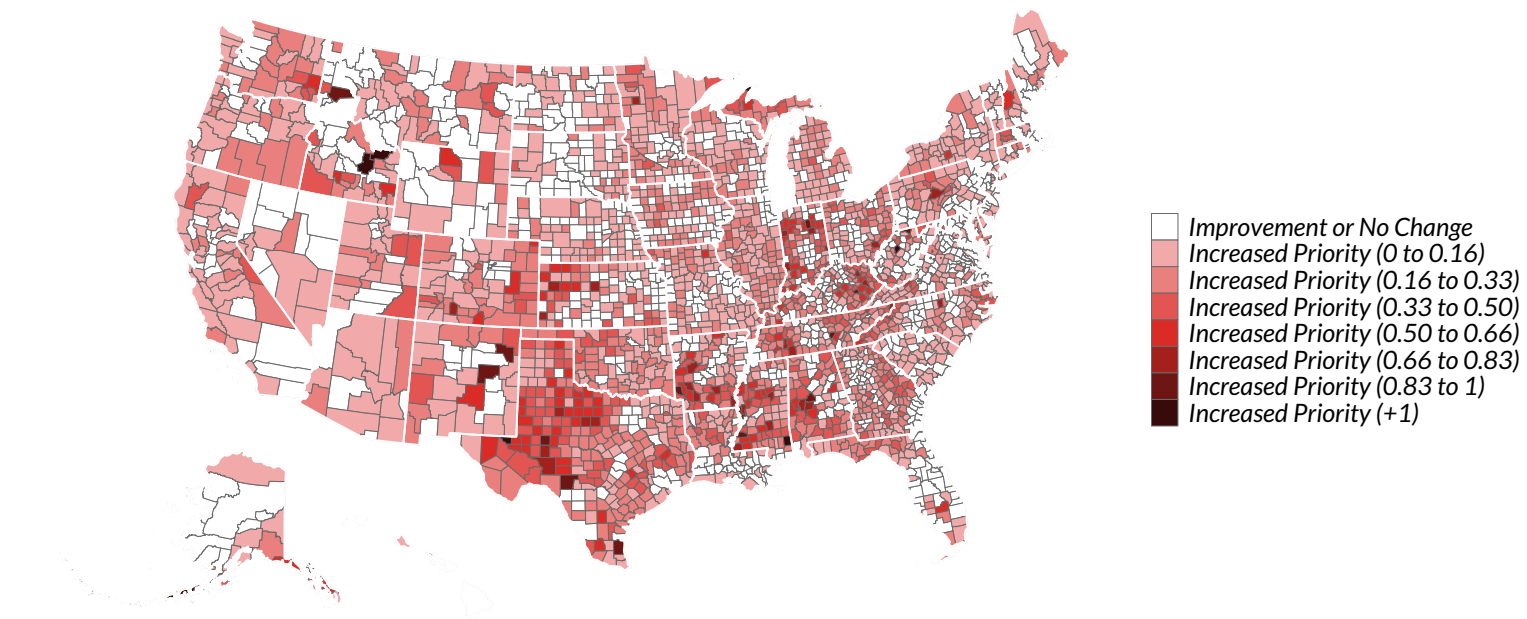 Improvement or No Change
Increased Priority (0 to 0.16)
Increased Priority (0.16 to 0.33)
Increased Priority (0.33 to 0.50)
Increased Priority (0.50 to 0.66)
Increased Priority (0.66 to 0.83)
Increased Priority (0.83 to 1)
Increased Priority (+1)